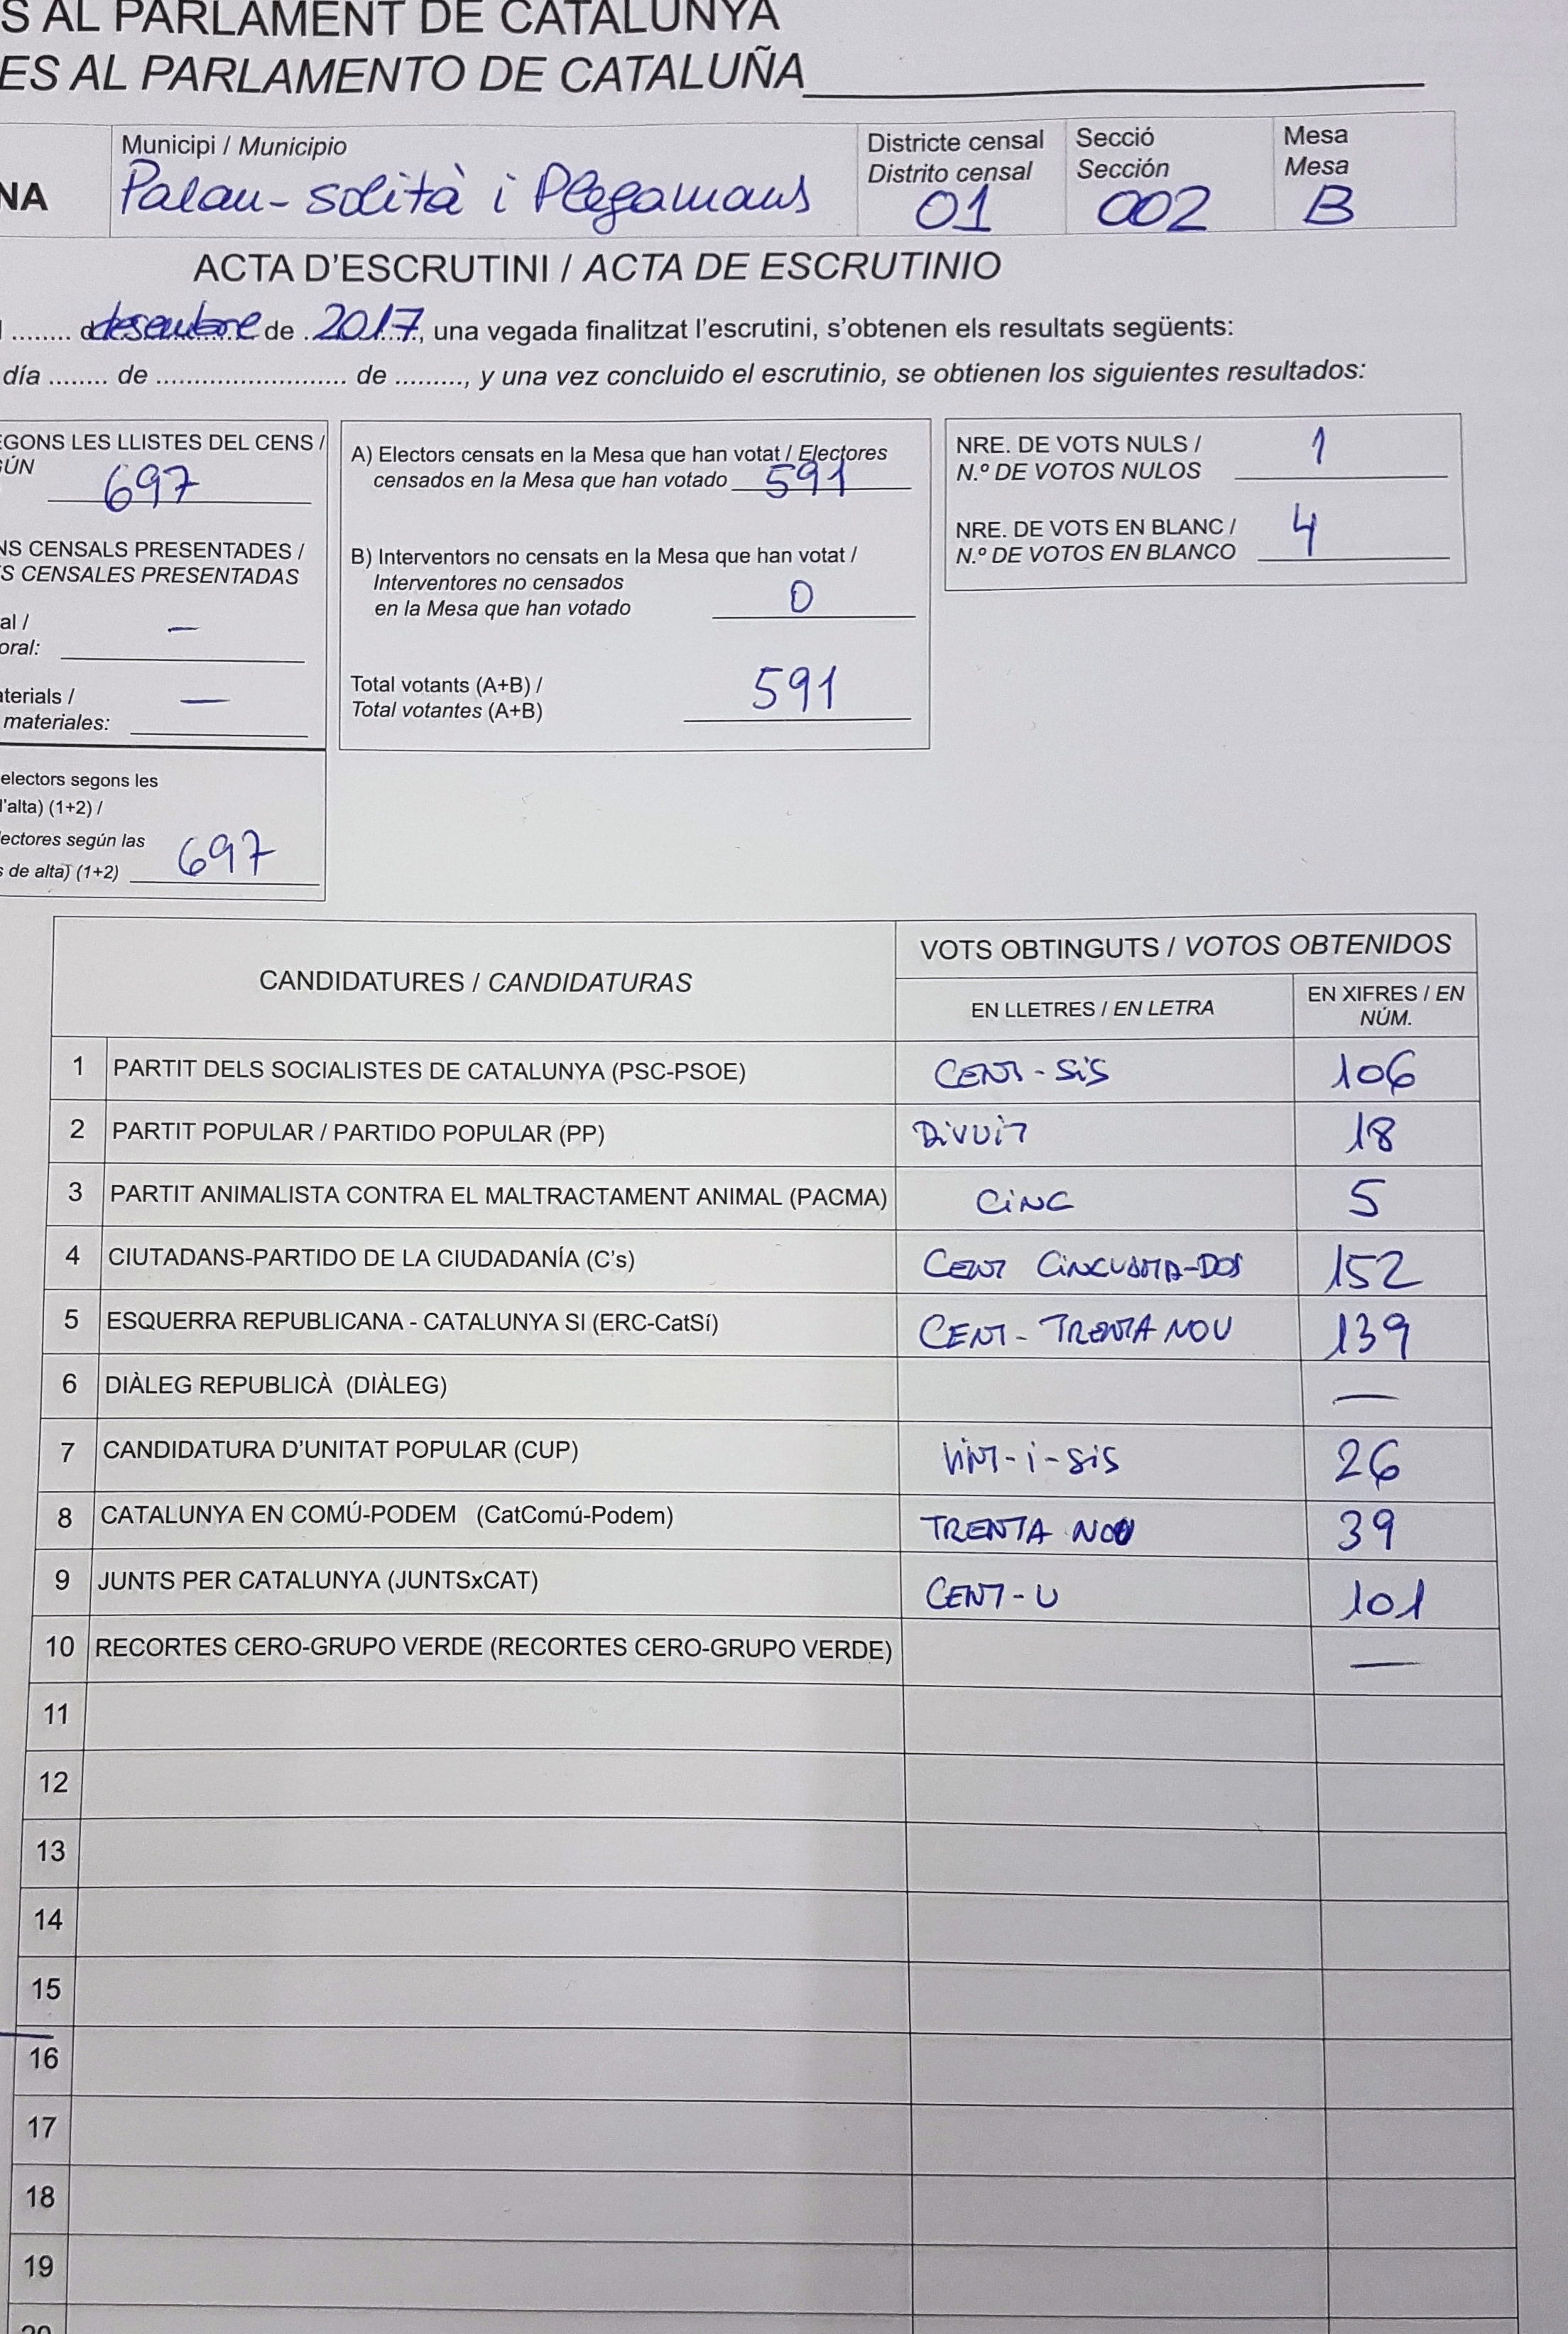 S AL PARLAMENT DE CATALUNYA
ES AL PARLAMENTO DE CATALUÑA
NA
Municipi / Municipio
Palau-solità i Plegamans
Districte censal
Distrito censal
01
Secció
Sección
002
Mesa
Mesa
B
ACTA D'ESCRUTINI / ACTA DE ESCRUTINIO
........ desembre de 2017, una vegada finalitzat l'escrutini, s'obtenen els resultats següents:
día ........ de ......................... de ........., y una vez concluido el escrutinio, se obtienen los siguientes resultados:
EGONS LES LLISTES DEL CENS /
ÚN 697
NS CENSALS PRESENTADES /
S CENSALES PRESENTADAS
al /
oral: —
aterials /
materiales: —
electors segons les
l'alta) (1+2) /
lectores según las
s de alta) (1+2) 697
A) Electors censats en la Mesa que han votat / Electores
censados en la Mesa que han votado 591
B) Interventors no censats en la Mesa que han votat /
Interventores no censados
en la Mesa que han votado 0
Total votants (A+B) /
Total votantes (A+B) 591
NRE. DE VOTS NULS /
N.º DE VOTOS NULOS 1
NRE. DE VOTS EN BLANC /
N.º DE VOTOS EN BLANCO 4
CANDIDATURES / CANDIDATURAS
VOTS OBTINGUTS / VOTOS OBTENIDOS
EN LLETRES / EN LETRA
EN XIFRES / EN
NÚM.
1 PARTIT DELS SOCIALISTES DE CATALUNYA (PSC-PSOE) CENT-SIS 106
2 PARTIT POPULAR / PARTIDO POPULAR (PP) DIVUIT 18
3 PARTIT ANIMALISTA CONTRA EL MALTRACTAMENT ANIMAL (PACMA) CINC 5
4 CIUTADANS-PARTIDO DE LA CIUDADANÍA (C's) CENT CINCUANTA-DOS 152
5 ESQUERRA REPUBLICANA - CATALUNYA SI (ERC-CatSí) CENT-TRENTA NOU 139
6 DIÀLEG REPUBLICÀ (DIÀLEG) —
7 CANDIDATURA D'UNITAT POPULAR (CUP) VINT-i-SIS 26
8 CATALUNYA EN COMÚ-PODEM (CatComú-Podem) TRENTA NOU 39
9 JUNTS PER CATALUNYA (JUNTSxCAT) CENT-U 101
10 RECORTES CERO-GRUPO VERDE (RECORTES CERO-GRUPO VERDE) —
11
12
13
14
15
16
17
18
19
20